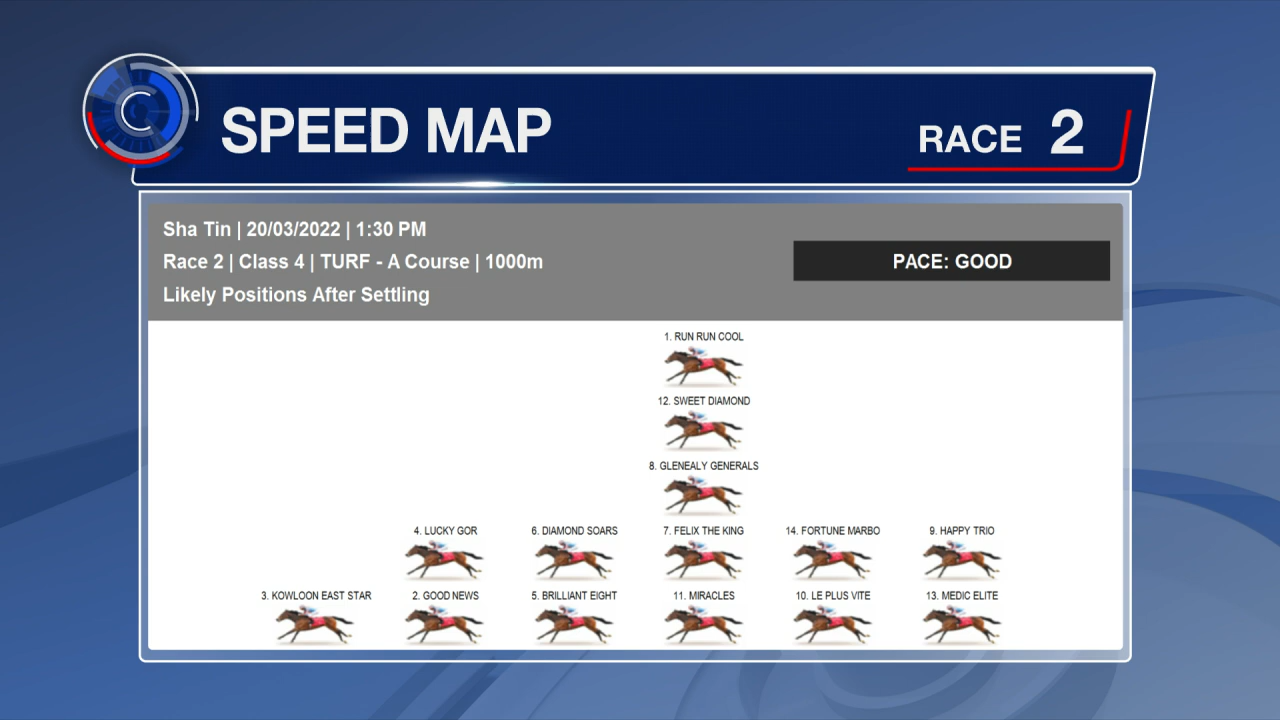 SPEED MAP
RACE 2
Sha Tin | 20/03/2022 | 1:30 PM
Race 2 | Class 4 | TURF - A Course | 1000m
PACE: GOOD
Likely Positions After Settling
1. RUN RUN COOL
12. SWEET DIAMOND
8. GLENEALY GENERALS
4. LUCKY GOR 6. DIAMOND SOARS 7. FELIX THE KING 14. FORTUNE MARBO 9. HAPPY TRIO
3. KOWLOON EAST STAR 2. GOOD NEWS 5. BRILLIANT EIGHT 11. MIRACLES 10. LE PLUS VITE 13. MEDIC ELITE